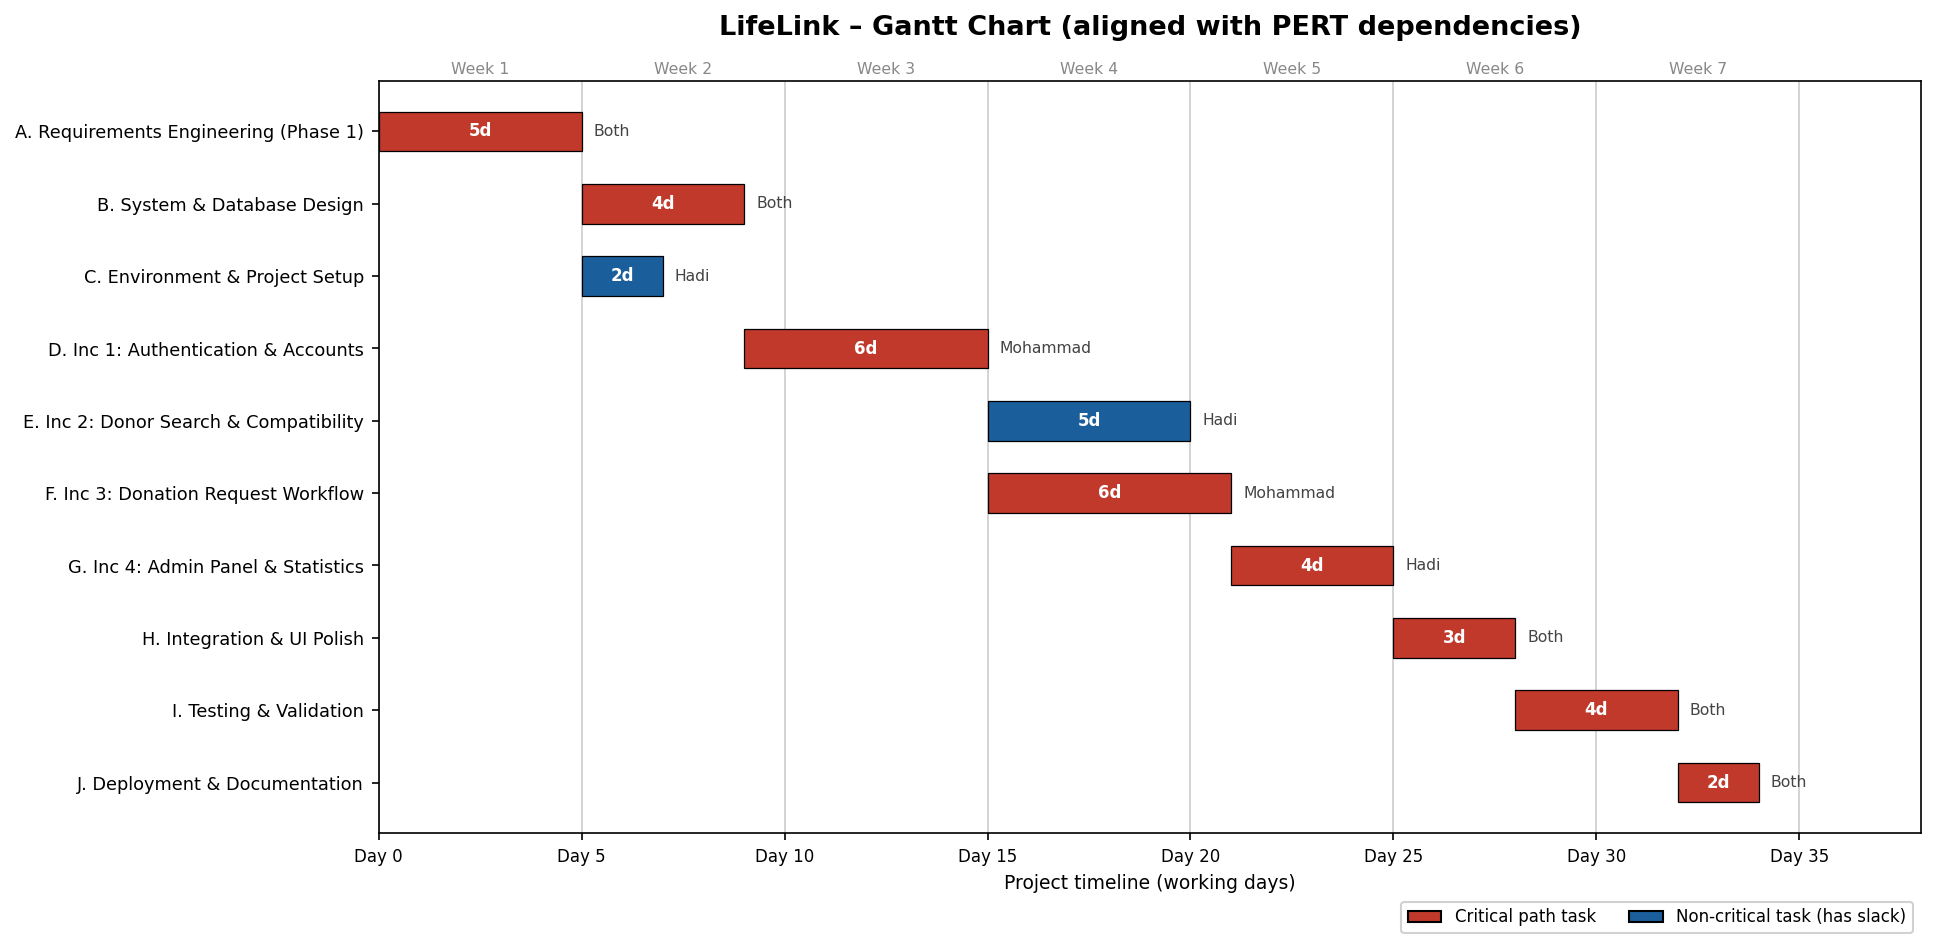 LifeLink – Gantt Chart (aligned with PERT dependencies)
Week 1 Week 2 Week 3 Week 4 Week 5 Week 6 Week 7
A. Requirements Engineering (Phase 1) 5d Both
B. System & Database Design 4d Both
C. Environment & Project Setup 2d Hadi
D. Inc 1: Authentication & Accounts 6d Mohammad
E. Inc 2: Donor Search & Compatibility 5d Hadi
F. Inc 3: Donation Request Workflow 6d Mohammad
G. Inc 4: Admin Panel & Statistics 4d Hadi
H. Integration & UI Polish 3d Both
I. Testing & Validation 4d Both
J. Deployment & Documentation 2d Both
Day 0 Day 5 Day 10 Day 15 Day 20 Day 25 Day 30 Day 35
Project timeline (working days)
Critical path task Non-critical task (has slack)